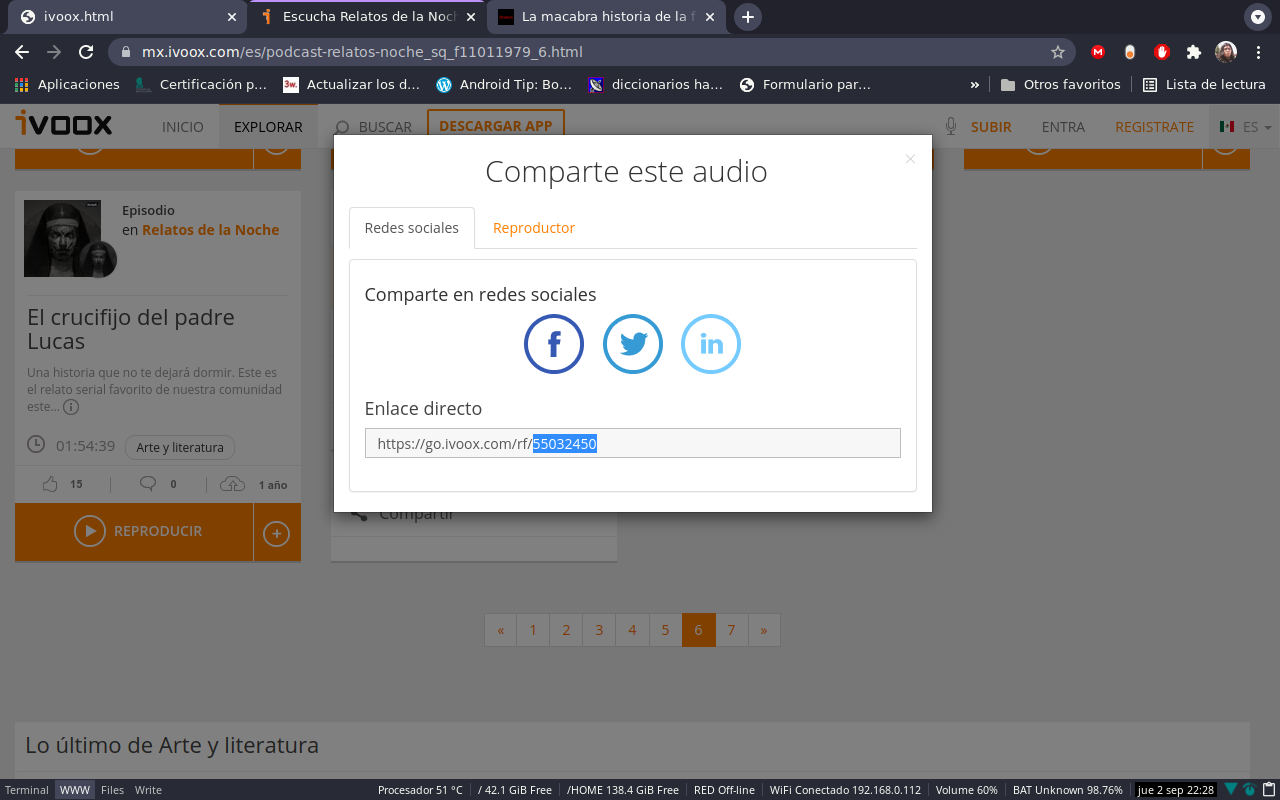 ivoox.html
Escucha Relatos de la Noch
La macabra historia de la f
mx.ivoox.com/es/podcast-relatos-noche_sq_f11011979_6.html
Aplicaciones
Certificación p...
3w.
Actualizar los d...
Android Tip: Bo...
diccionarios ha...
Formulario par...
»
Otros favoritos
Lista de lectura
ivoox
INICIO
EXPLORAR
BUSCAR
DESCARGAR APP
SUBIR
ENTRA
REGISTRATE
ES
Comparte este audio
×
Redes sociales
Reproductor
Comparte en redes sociales
Enlace directo
https://go.ivoox.com/rf/55032450
Episodio
en Relatos de la Noche
El crucifijo del padre
Lucas
Una historia que no te dejará dormir. Este es
el relato serial favorito de nuestra comunidad
este...
01:54:39
Arte y literatura
15
0
1 año
REPRODUCIR
Compartir
« 1 2 3 4 5 6 7 »
Lo último de Arte y literatura
Terminal WWW Files Write
Procesador 51 °C
/ 42.1 GiB Free
/HOME 138.4 GiB Free
RED Off-line
WiFi Conectado 192.168.0.112
Volume 60%
BAT Unknown 98.76%
jue 2 sep 22:28